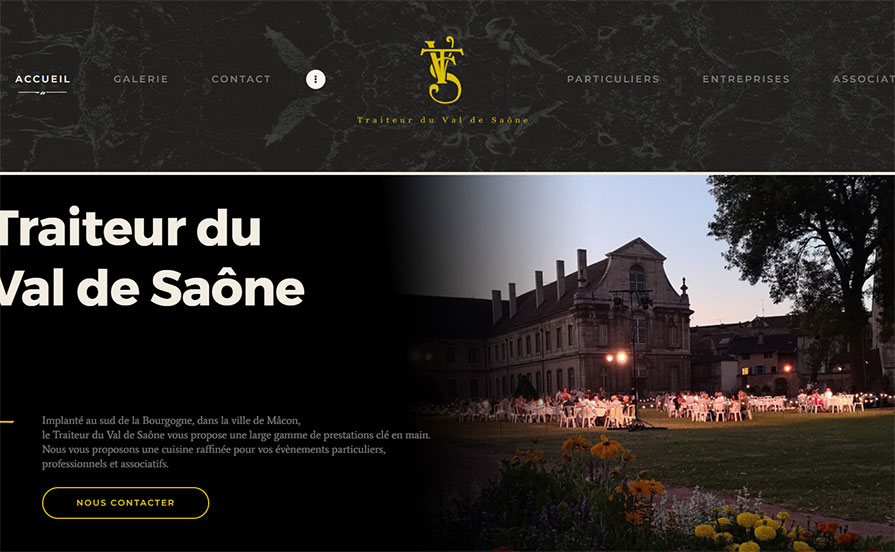 ACCUEIL
GALERIE
CONTACT
Traiteur du Val de Saône
PARTICULIERS
ENTREPRISES
ASSOCIAT
Traiteur du
Val de Saône
Implanté au sud de la Bourgogne, dans la ville de Mâcon,
le Traiteur du Val de Saône vous propose une large gamme de prestations clé en main.
Nous vous proposons une cuisine raffinée pour vos évènements particuliers,
professionnels et associatifs.
NOUS CONTACTER